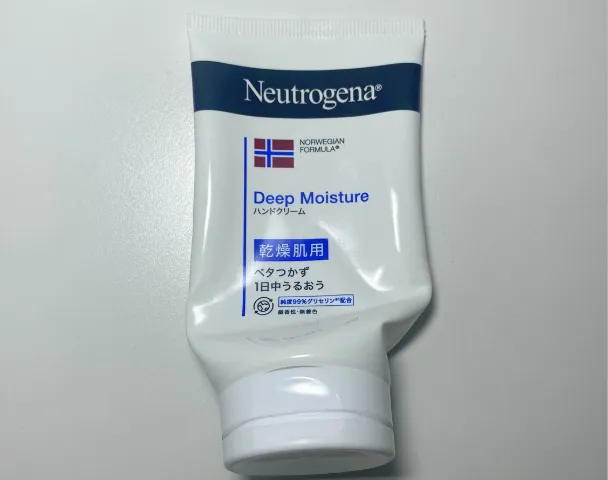 Neutrogena®
NORWEGIAN
FORMULA®
Deep Moisture
ハンドクリーム
乾燥肌用
ベタつかず
1日中うるおう
純度99%グリセリン*¹配合
微香性・無着色